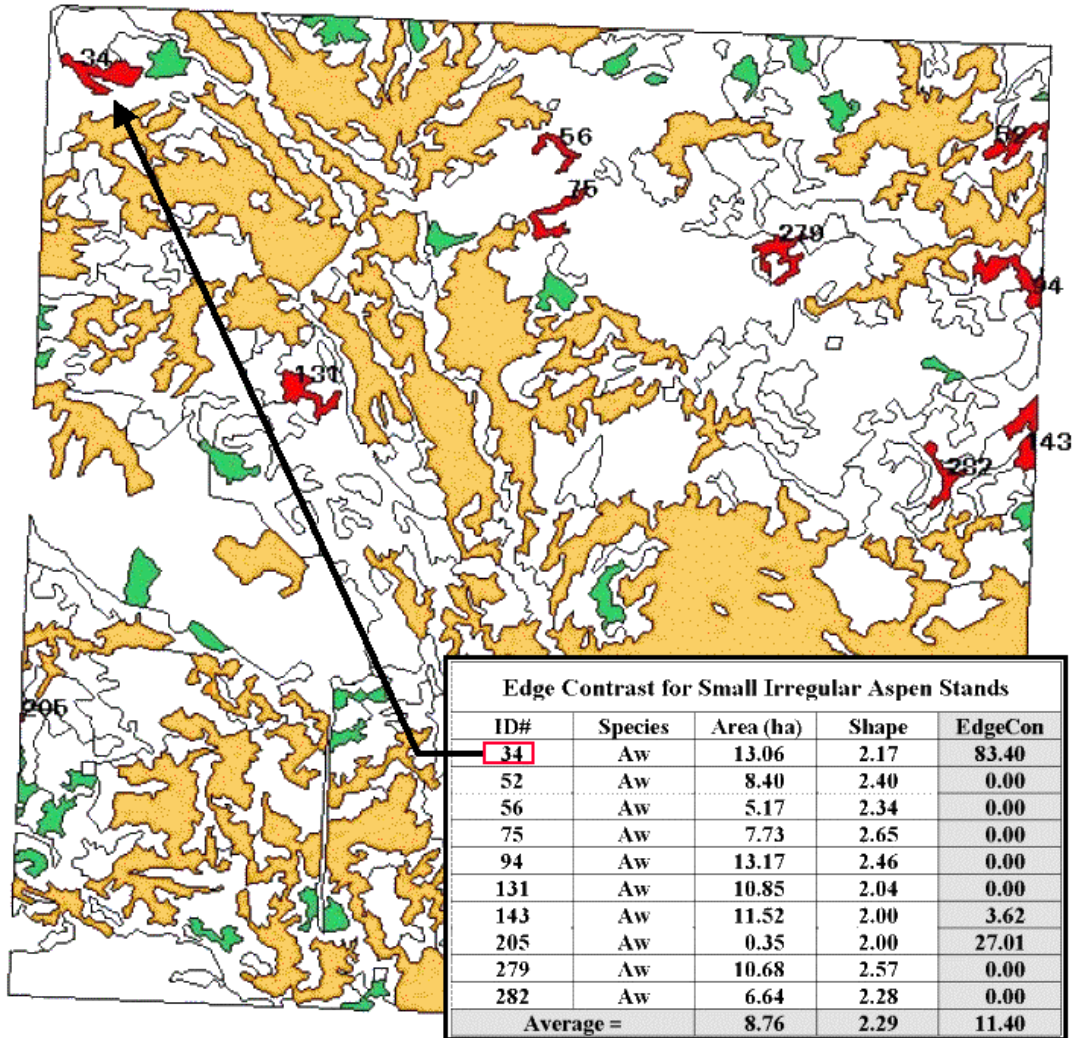 34
56
52
75
279
94
131
143
282
205
Edge Contrast for Small Irregular Aspen Stands
ID# Species Area (ha) Shape EdgeCon
34 Aw 13.06 2.17 83.40
52 Aw 8.40 2.40 0.00
56 Aw 5.17 2.34 0.00
75 Aw 7.73 2.65 0.00
94 Aw 13.17 2.46 0.00
131 Aw 10.85 2.04 0.00
143 Aw 11.52 2.00 3.62
205 Aw 0.35 2.00 27.01
279 Aw 10.68 2.57 0.00
282 Aw 6.64 2.28 0.00
Average = 8.76 2.29 11.40